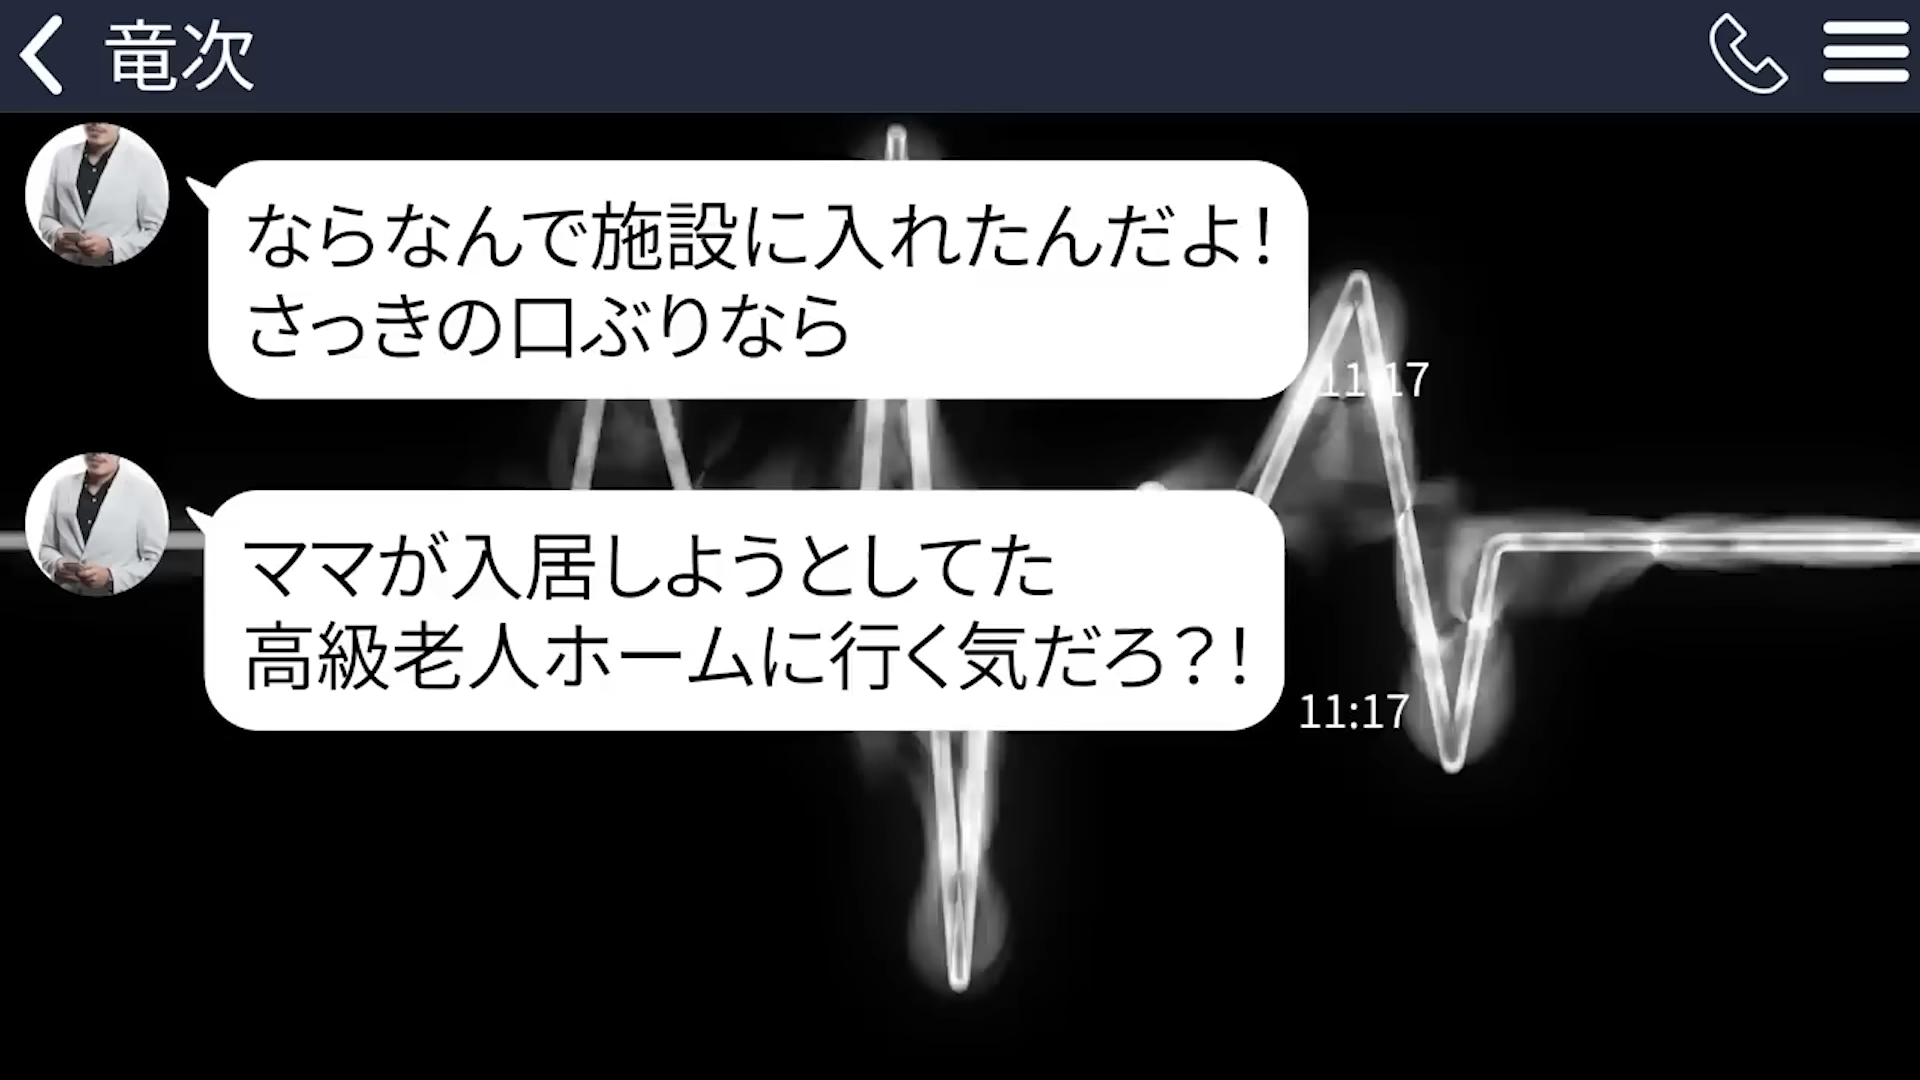 竜次
ならなんで施設に入れたんだよ！
さっきの口ぶりなら
11:17
ママが入居しようとしてた
高級老人ホームに行く気だろ？！
11:17